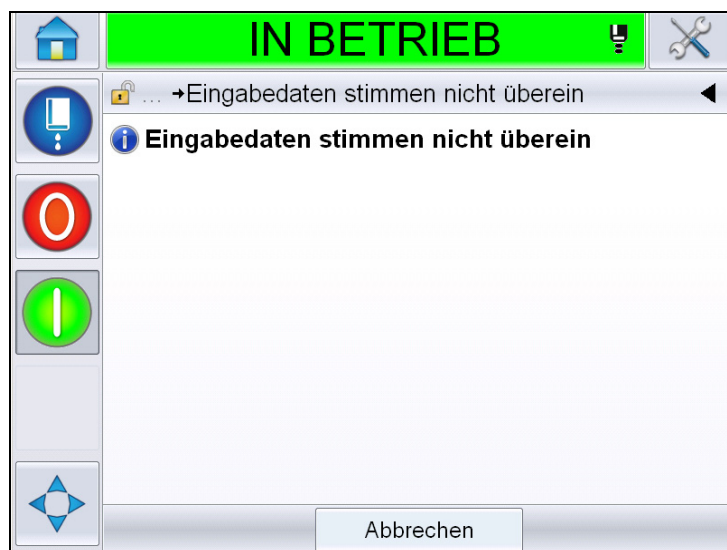 IN BETRIEB
... →Eingabedaten stimmen nicht überein
Eingabedaten stimmen nicht überein
Abbrechen